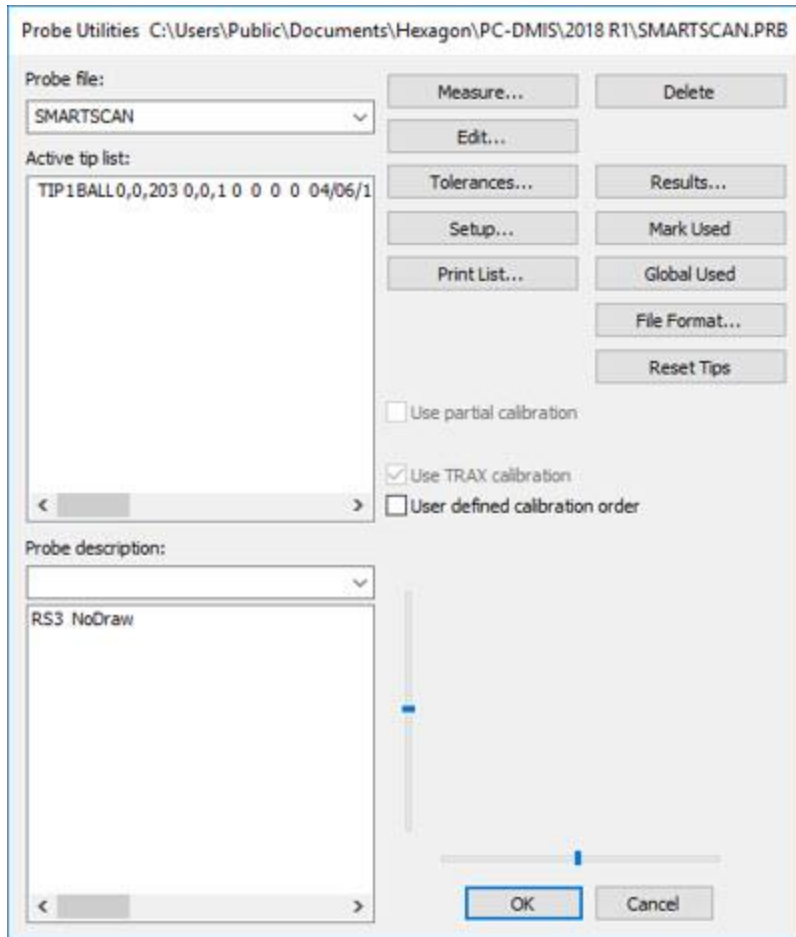 Probe Utilities C:\Users\Public\Documents\Hexagon\PC-DMIS\2018 R1\SMARTSCAN.PRB
Probe file:
SMARTSCAN
Active tip list:
TIP1BALL0,0,203 0,0,1 0 0 0 0 04/06/1
Measure...
Delete
Edit...
Tolerances...
Results...
Setup...
Mark Used
Print List...
Global Used
File Format...
Reset Tips
Use partial calibration
Use TRAX calibration
User defined calibration order
Probe description:
RS3 NoDraw
OK
Cancel